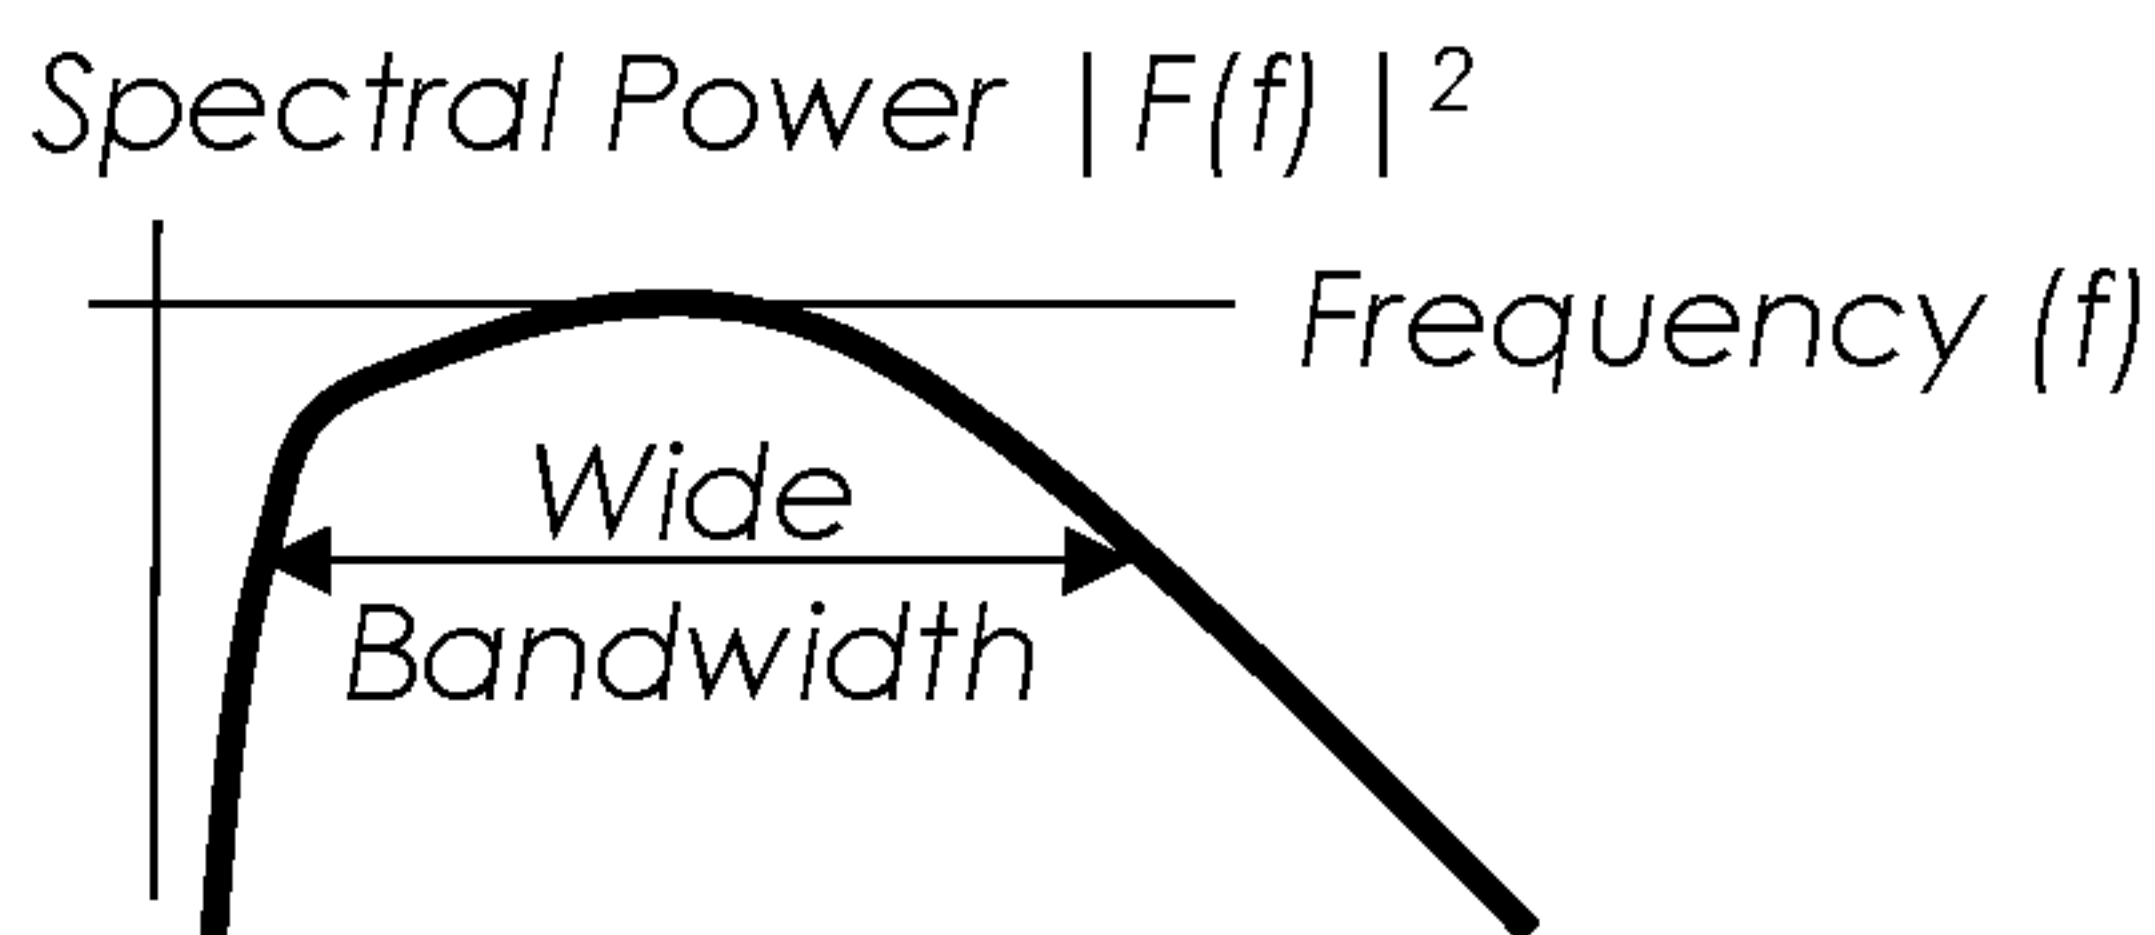 Spectral Power |F(f)|²
Frequency (f)
Wide
Bandwidth